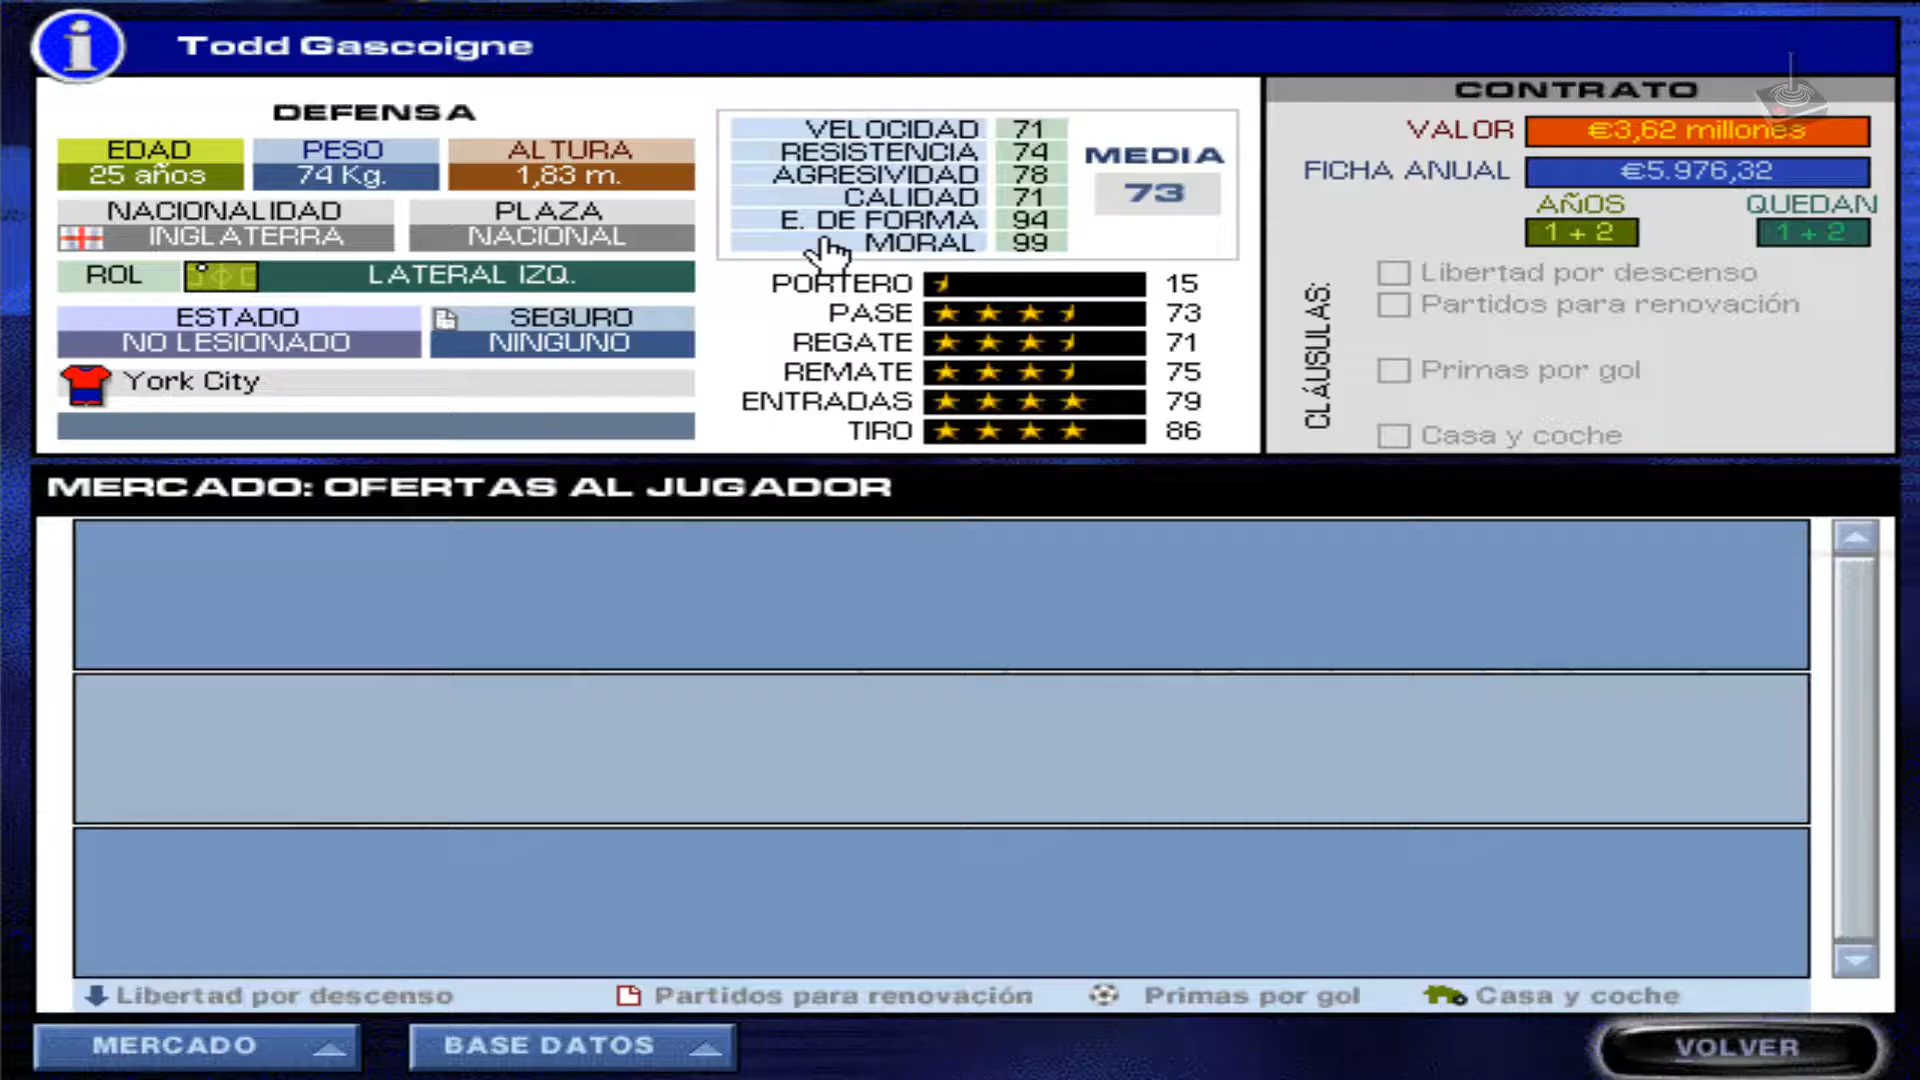 i Todd Gascoigne
DEFENSA
EDAD PESO ALTURA
25 años 74 Kg. 1,83 m.
NACIONALIDAD PLAZA
INGLATERRA NACIONAL
ROL LATERAL IZQ.
ESTADO SEGURO
NO LESIONADO NINGUNO
York City
VELOCIDAD 71
RESISTENCIA 74
AGRESIVIDAD 78
CALIDAD 71
E. DE FORMA 94
MORAL 99
MEDIA
73
PORTERO 15
PASE 73
REGATE 71
REMATE 75
ENTRADAS 79
TIRO 86
CONTRATO
VALOR €3,62 millones
FICHA ANUAL €5.976,32
AÑOS QUEDAN
1 + 2 1 + 2
CLÁUSULAS:
Libertad por descenso
Partidos para renovación
Primas por gol
Casa y coche
MERCADO: OFERTAS AL JUGADOR
Libertad por descenso Partidos para renovación Primas por gol Casa y coche
MERCADO BASE DATOS VOLVER